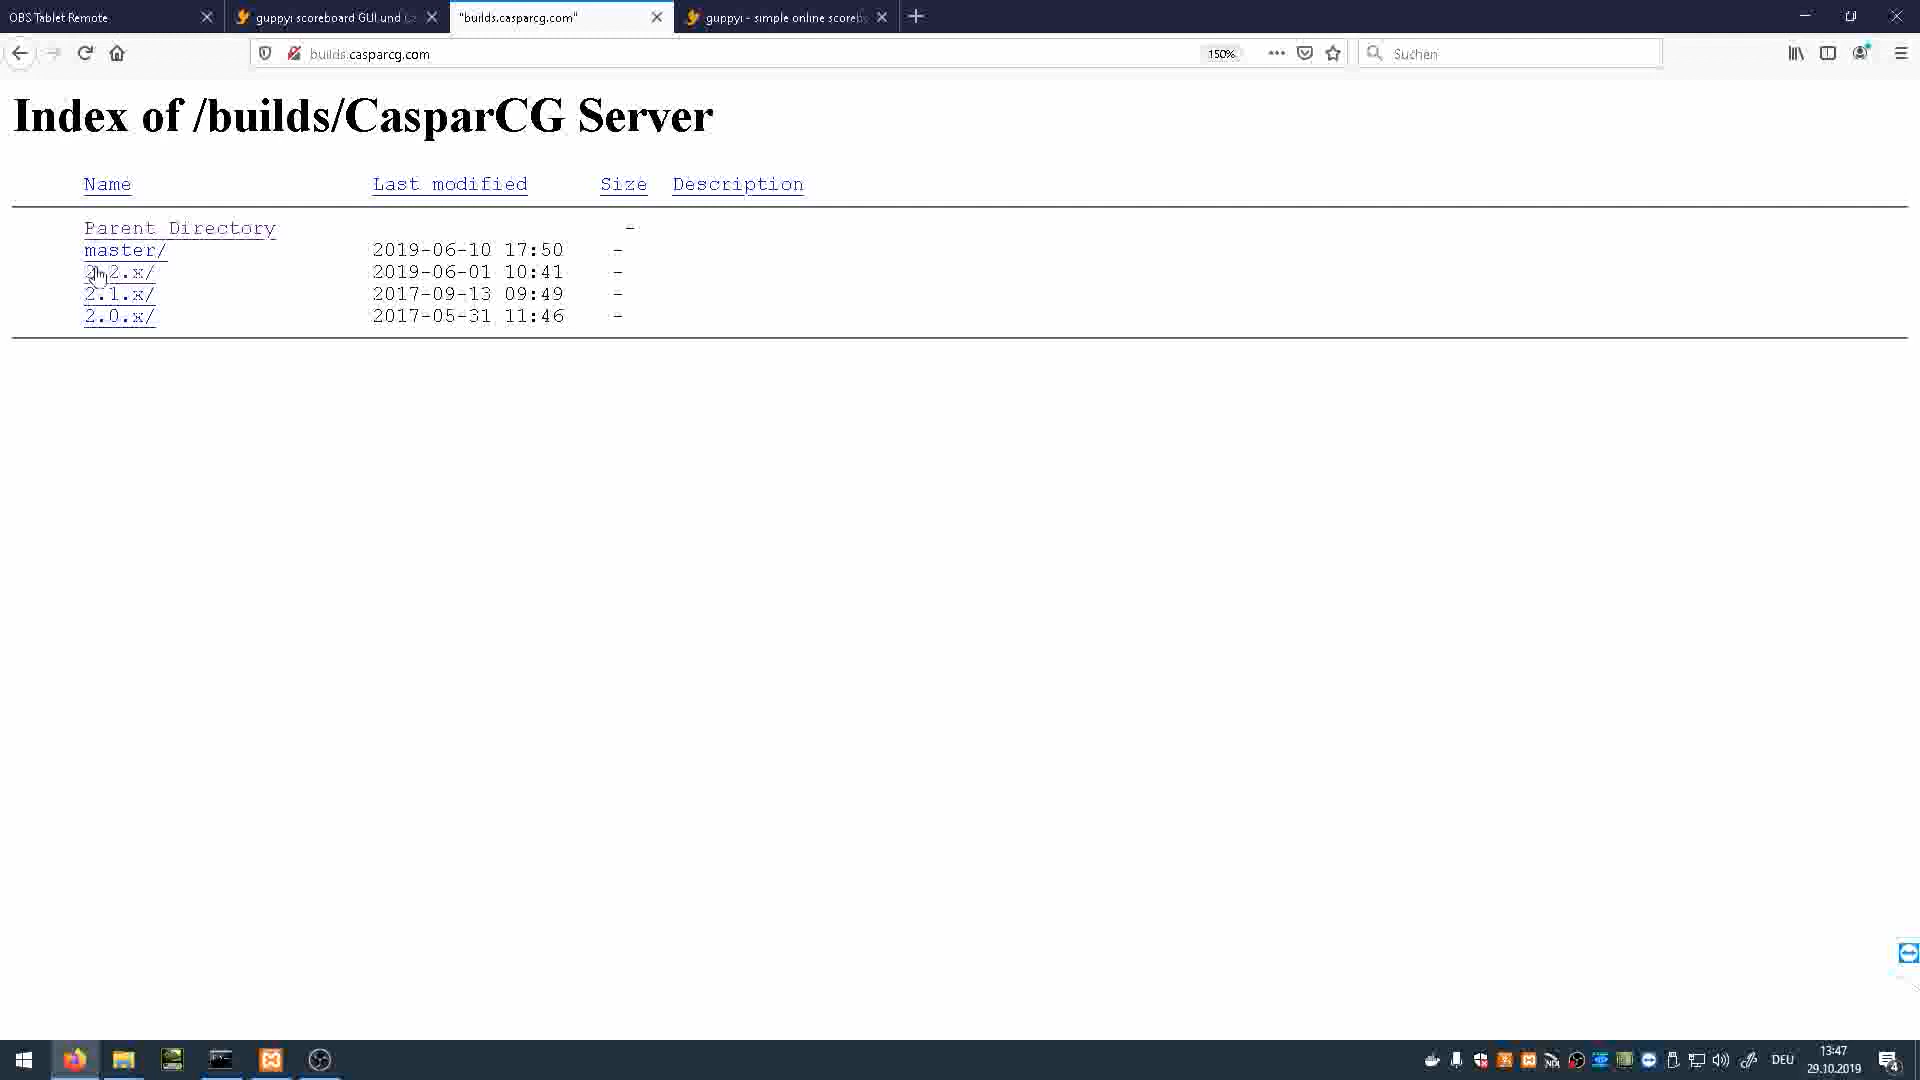 OBS Tablet Remote
guppyi scoreboard GUI und C
"builds.casparcg.com"
guppyi - simple online scoreb
builds.casparcg.com
150%
Suchen
Index of /builds/CasparCG Server
Name Last modified Size Description
Parent Directory -
master/ 2019-06-10 17:50 -
2.2.x/ 2019-06-01 10:41 -
2.1.x/ 2017-09-13 09:49 -
2.0.x/ 2017-05-31 11:46 -
DEU
13:47
29.10.2019
4